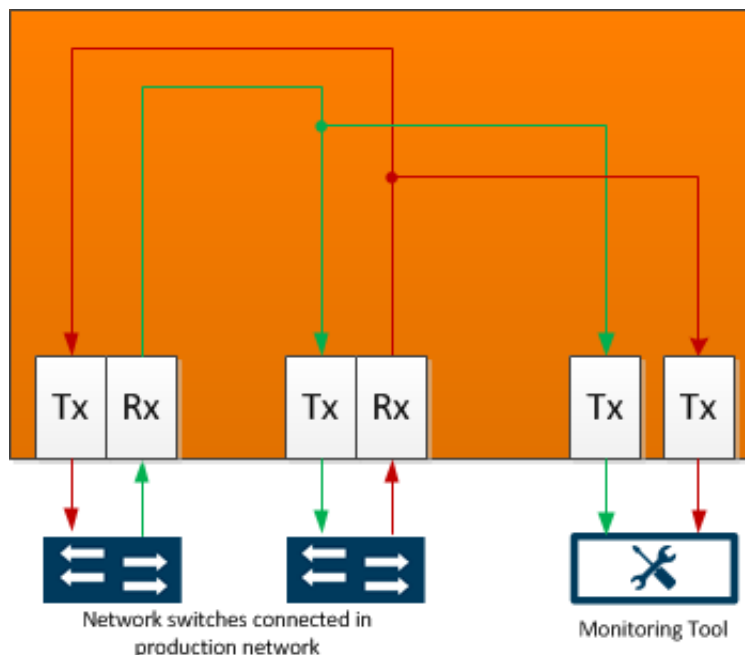 Tx Rx Tx Rx Tx Tx
Network switches connected in
production network
Monitoring Tool